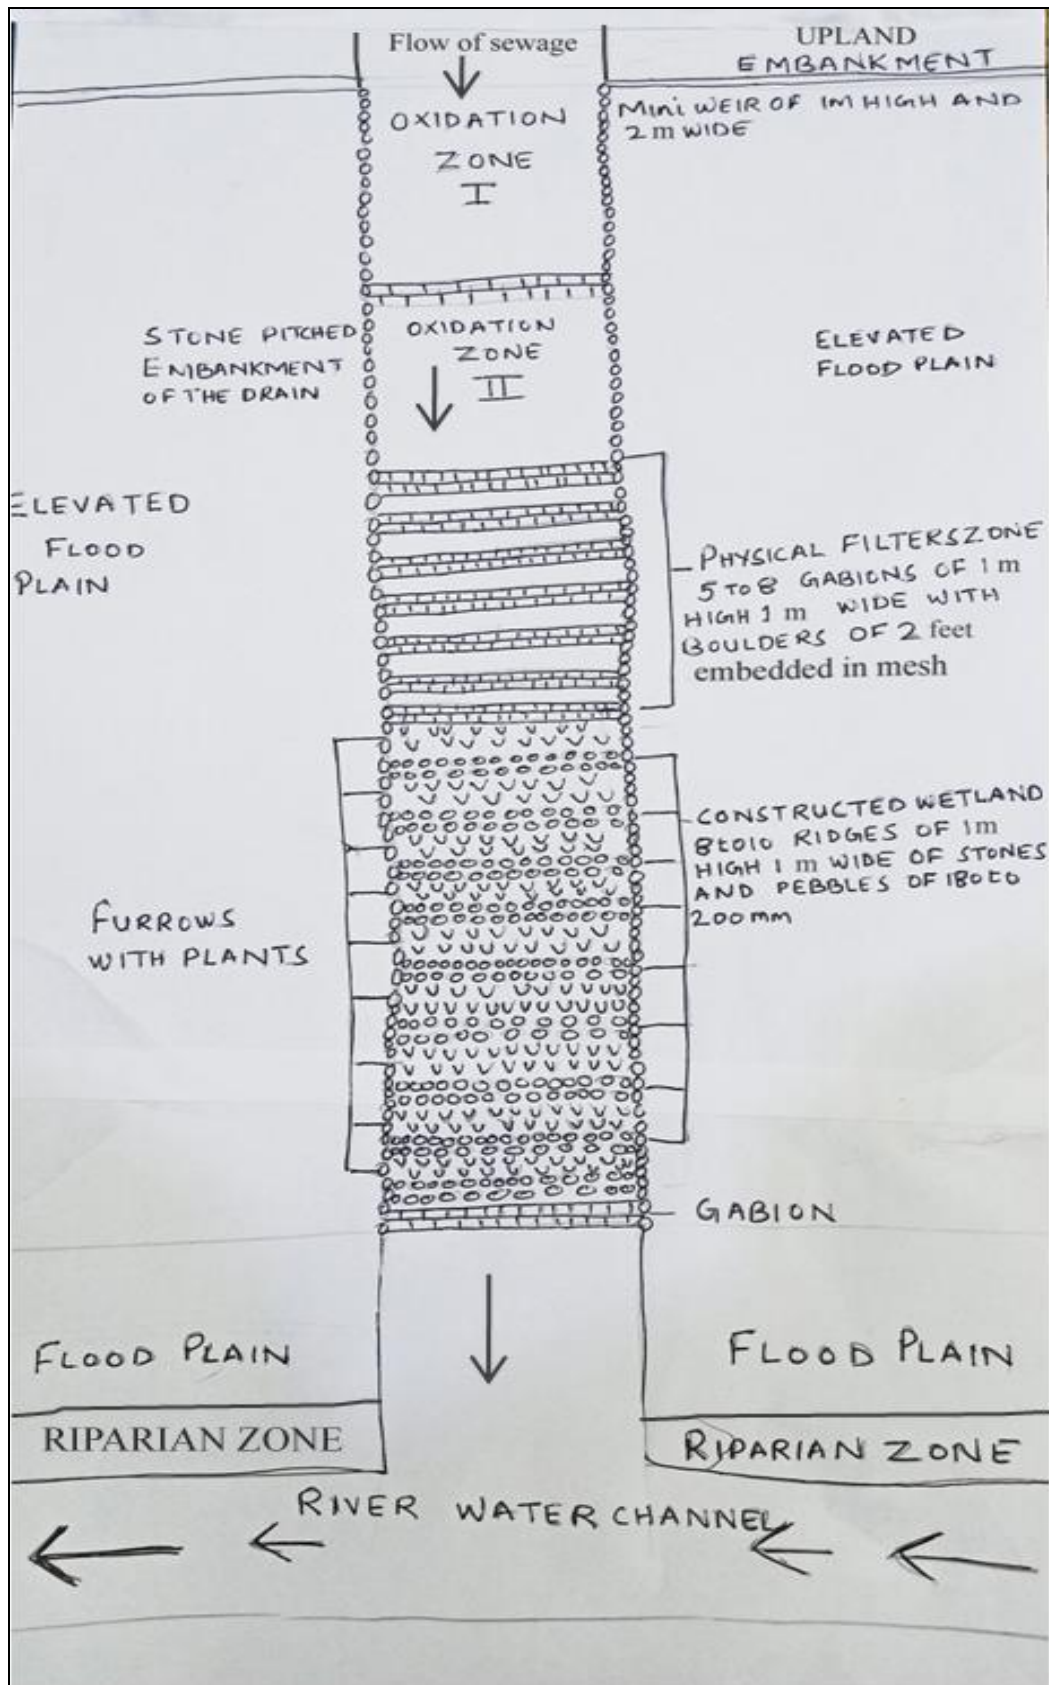 Flow of sewage
UPLAND
EMBANKMENT
Mini WEIR OF 1M HIGH AND
2 m WIDE
OXIDATION
ZONE
I
STONE PITCHED
EMBANKMENT
OF THE DRAIN
OXIDATION
ZONE
II
ELEVATED
FLOOD PLAIN
ELEVATED
FLOOD
PLAIN
PHYSICAL FILTERS ZONE
5 TO 8 GABIONS OF 1 m
HIGH 1 m WIDE WITH
BOULDERS OF 2 feet
embedded in mesh
CONSTRUCTED WETLAND
8 to 10 RIDGES OF 1m
HIGH 1 m WIDE OF STONES
AND PEBBLES OF 180 to
200 mm
FURROWS
WITH PLANTS
GABION
FLOOD PLAIN
FLOOD PLAIN
RIPARIAN ZONE
RIPARIAN ZONE
RIVER WATER CHANNEL